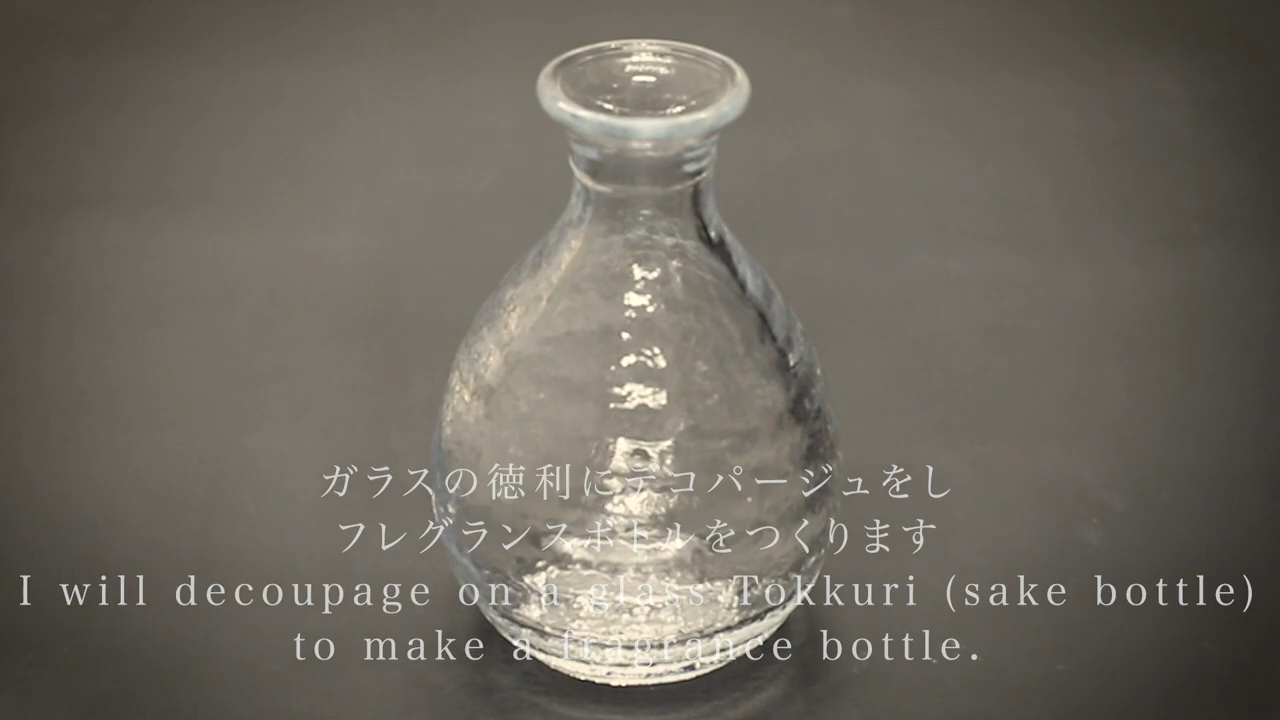 ガラスの徳利にデコパージュをし
フレグランスボトルをつくります
I will decoupage on a glass Tokkuri (sake bottle)
to make a fragrance bottle.